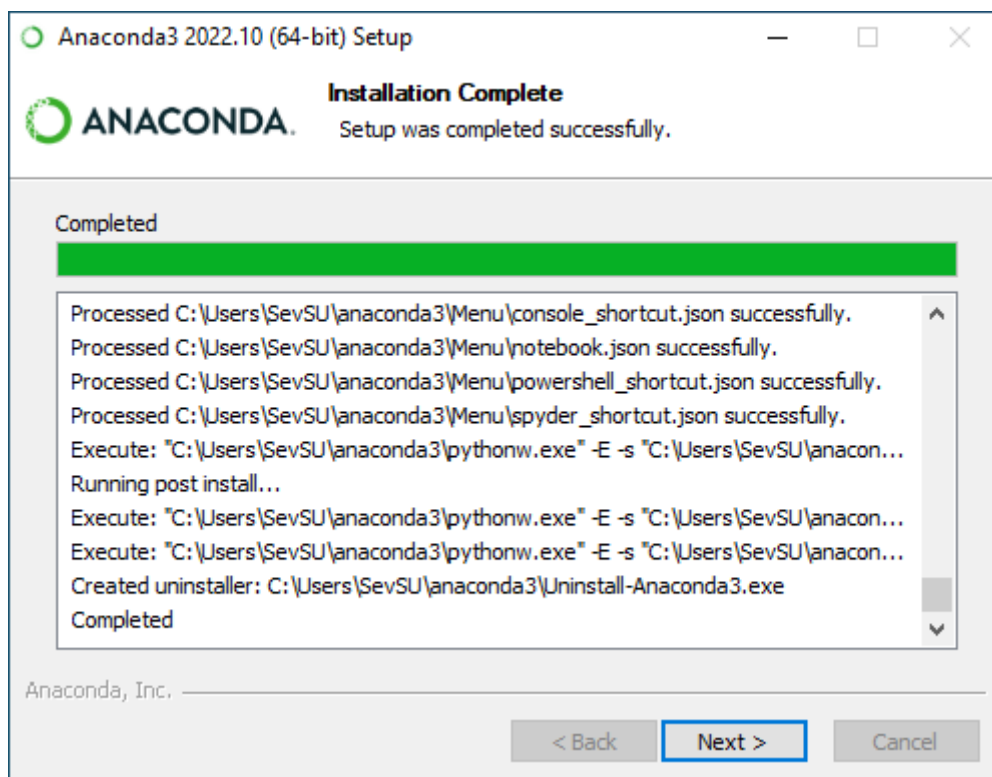 Anaconda3 2022.10 (64-bit) Setup
ANACONDA.
Installation Complete
Setup was completed successfully.
Completed
Processed C:\Users\SevSU\anaconda3\Menu\console_shortcut.json successfully.
Processed C:\Users\SevSU\anaconda3\Menu\notebook.json successfully.
Processed C:\Users\SevSU\anaconda3\Menu\powershell_shortcut.json successfully.
Processed C:\Users\SevSU\anaconda3\Menu\spyder_shortcut.json successfully.
Execute: "C:\Users\SevSU\anaconda3\pythonw.exe" -E -s "C:\Users\SevSU\anacon...
Running post install...
Execute: "C:\Users\SevSU\anaconda3\pythonw.exe" -E -s "C:\Users\SevSU\anacon...
Execute: "C:\Users\SevSU\anaconda3\pythonw.exe" -E -s "C:\Users\SevSU\anacon...
Created uninstaller: C:\Users\SevSU\anaconda3\Uninstall-Anaconda3.exe
Completed
Anaconda, Inc.
< Back
Next >
Cancel